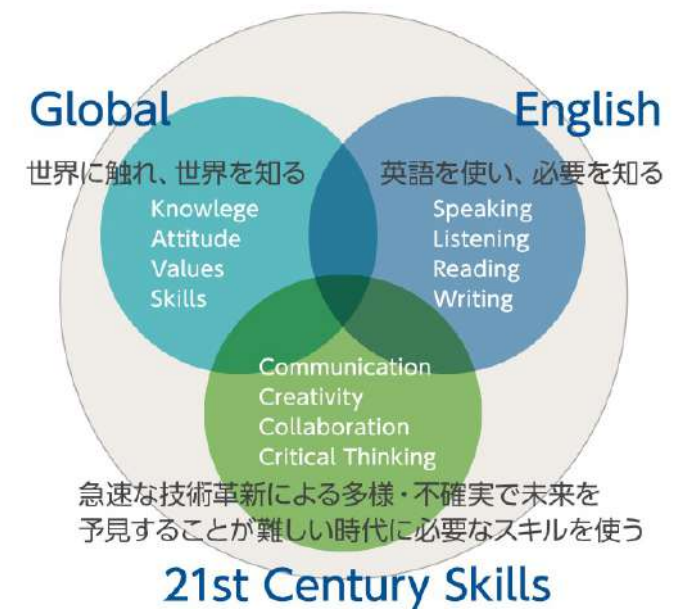 Global
世界に触れ、世界を知る
Knowlege
Attitude
Values
Skills
English
英語を使い、必要を知る
Speaking
Listening
Reading
Writing
Communication
Creativity
Collaboration
Critical Thinking
急速な技術革新による多様・不確実で未来を
予見することが難しい時代に必要なスキルを使う
21st Century Skills